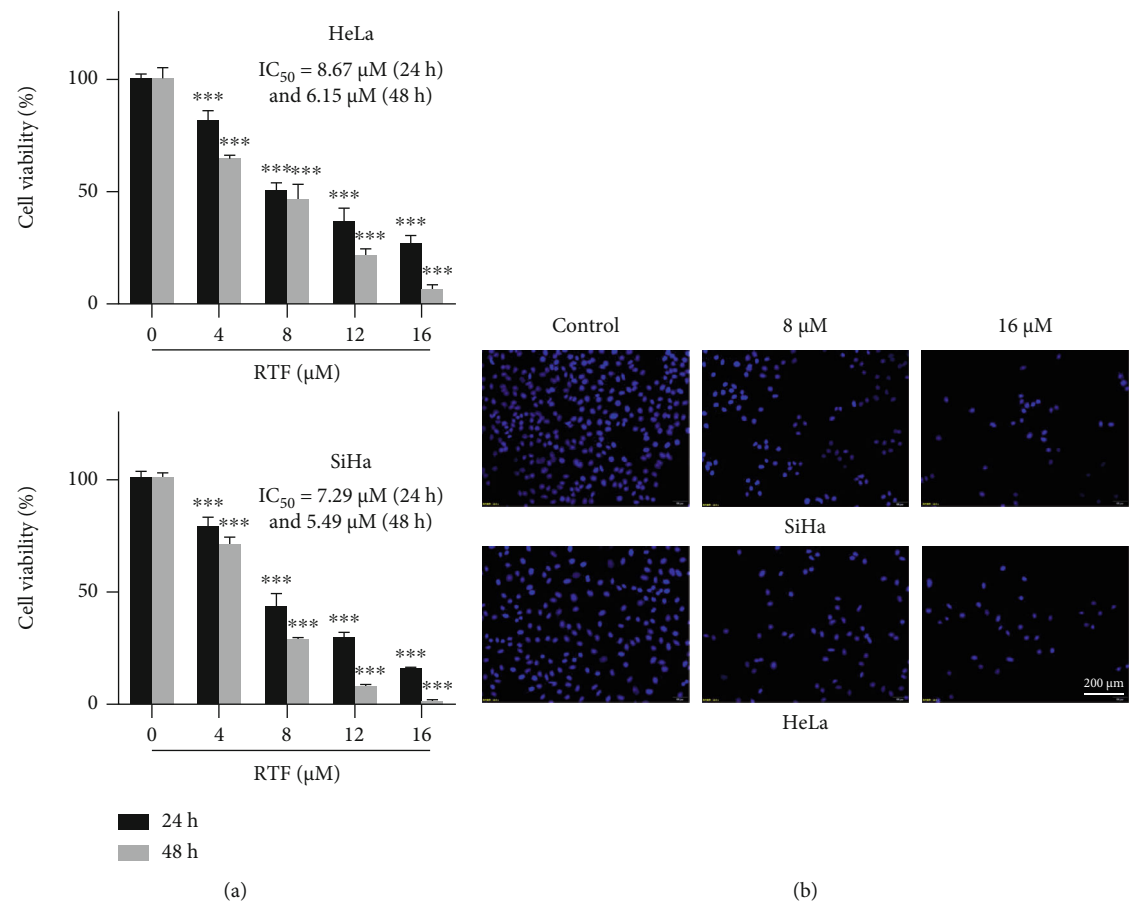 HeLa
IC50 = 8.67 μM (24 h)
and 6.15 μM (48 h)
Cell viability (%)
100
50
0
***
***
******
***
***
***
***
0 4 8 12 16
RTF (μM)
SiHa
IC50 = 7.29 μM (24 h)
and 5.49 μM (48 h)
Cell viability (%)
100
50
0
***
***
***
***
***
***
***
***
0 4 8 12 16
RTF (μM)
24 h
48 h
(a)
Control 8 μM 16 μM
SiHa
200 μm
HeLa
(b)